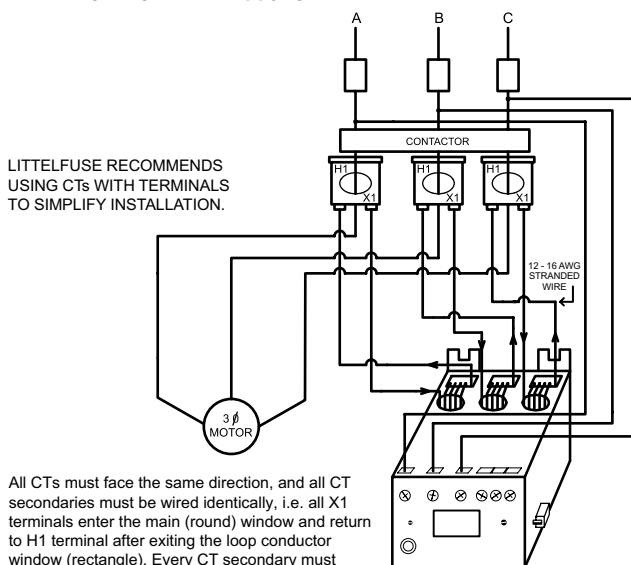 A B C
CONTACTOR
H1 H1 H1
X1 X1 X1
LITTELFUSE RECOMMENDS
USING CTs WITH TERMINALS
TO SIMPLIFY INSTALLATION.
12 - 16 AWG
STRANDED
WIRE
3 Ø
MOTOR
All CTs must face the same direction, and all CT
secondaries must be wired identically, i.e. all X1
terminals enter the main (round) window and return
to H1 terminal after exiting the loop conductor
window (rectangle). Every CT secondary must